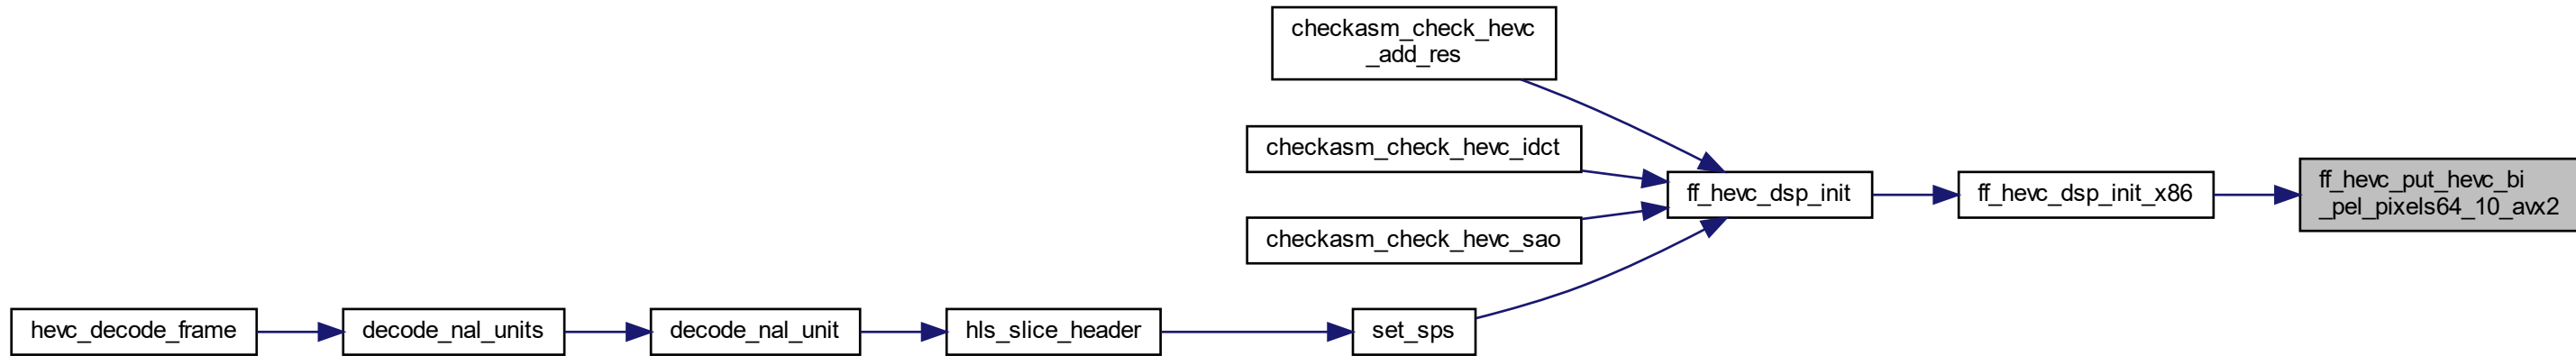 checkasm_check_hevc
_add_res
checkasm_check_hevc_idct
ff_hevc_dsp_init
ff_hevc_dsp_init_x86
ff_hevc_put_hevc_bi
_pel_pixels64_10_avx2
checkasm_check_hevc_sao
hevc_decode_frame
decode_nal_units
decode_nal_unit
hls_slice_header
set_sps